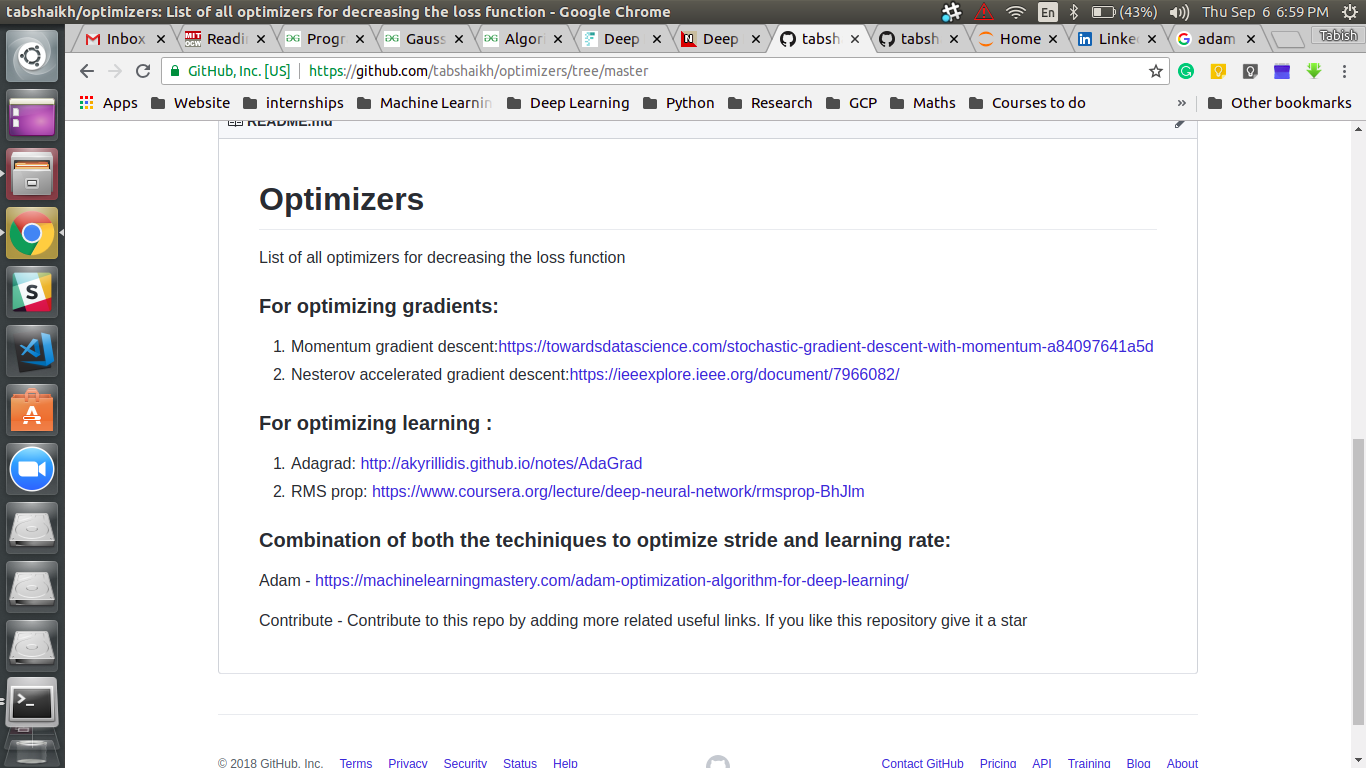 tabshaikh/optimizers: List of all optimizers for decreasing the loss function - Google Chrome
En (43%) Thu Sep 6 6:59 PM
Inbox Readi Progr Gauss Algor Deep Deep tabsh tabsh Home Linke adam Tabish
GitHub, Inc. [US] https://github.com/tabshaikh/optimizers/tree/master
Apps Website internships Machine Learnin Deep Learning Python Research GCP Maths Courses to do » Other bookmarks
README.md
Optimizers
List of all optimizers for decreasing the loss function
For optimizing gradients:
1. Momentum gradient descent:https://towardsdatascience.com/stochastic-gradient-descent-with-momentum-a84097641a5d
2. Nesterov accelerated gradient descent:https://ieeexplore.ieee.org/document/7966082/
For optimizing learning :
1. Adagrad: http://akyrillidis.github.io/notes/AdaGrad
2. RMS prop: https://www.coursera.org/lecture/deep-neural-network/rmsprop-BhJlm
Combination of both the techiniques to optimize stride and learning rate:
Adam - https://machinelearningmastery.com/adam-optimization-algorithm-for-deep-learning/
Contribute - Contribute to this repo by adding more related useful links. If you like this repository give it a star
© 2018 GitHub, Inc. Terms Privacy Security Status Help Contact GitHub Pricing API Training Blog About